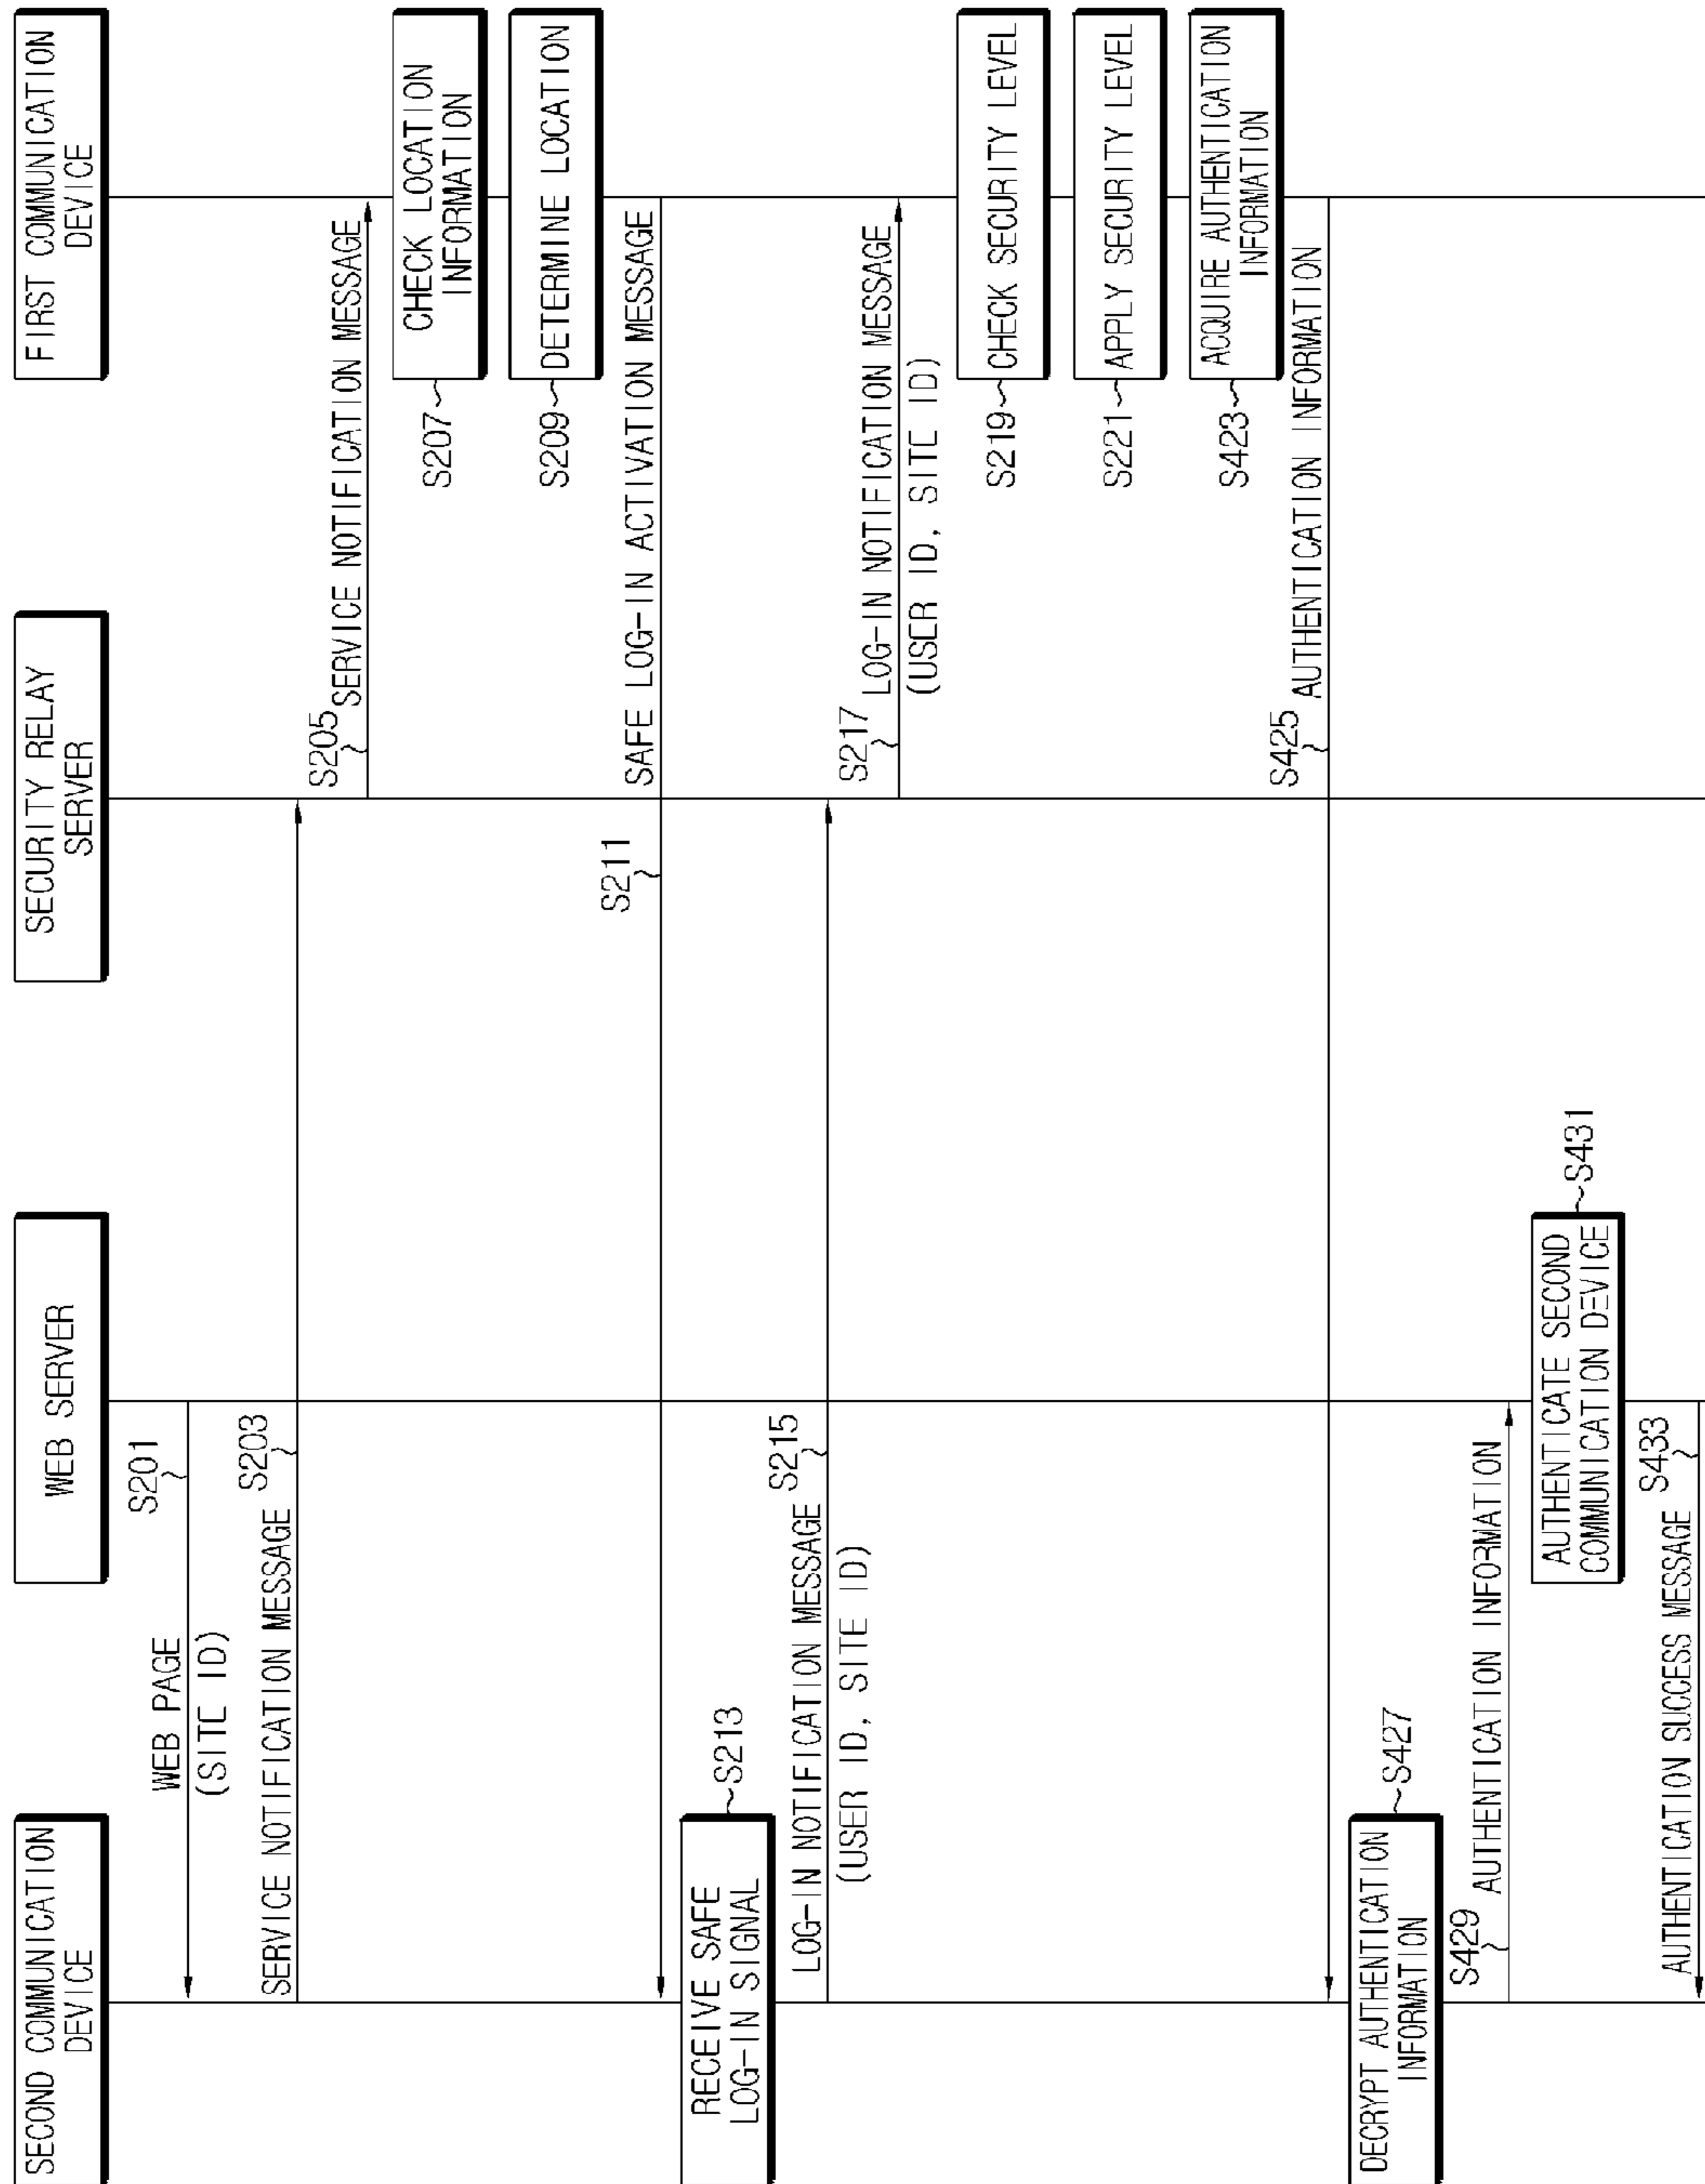 SECOND COMMUNICATION
DEVICE
WEB SERVER
SECURITY RELAY
SERVER
FIRST COMMUNICATION
DEVICE
S201
WEB PAGE
(SITE ID)
S203
SERVICE NOTIFICATION MESSAGE
S205
SERVICE NOTIFICATION MESSAGE
S207
CHECK LOCATION
INFORMATION
S209
DETERMINE LOCATION
S211
SAFE LOG-IN ACTIVATION MESSAGE
RECEIVE SAFE
LOG-IN SIGNAL
S213
LOG-IN NOTIFICATION MESSAGE
S215
(USER ID, SITE ID)
S217
LOG-IN NOTIFICATION MESSAGE
(USER ID, SITE ID)
S219
CHECK SECURITY LEVEL
S221
APPLY SECURITY LEVEL
S423
ACQUIRE AUTHENTICATION
INFORMATION
S425
AUTHENTICATION INFORMATION
DECRYPT AUTHENTICATION
INFORMATION
S427
S429
AUTHENTICATION INFORMATION
AUTHENTICATE SECOND
COMMUNICATION DEVICE
S431
AUTHENTICATION SUCCESS MESSAGE
S433